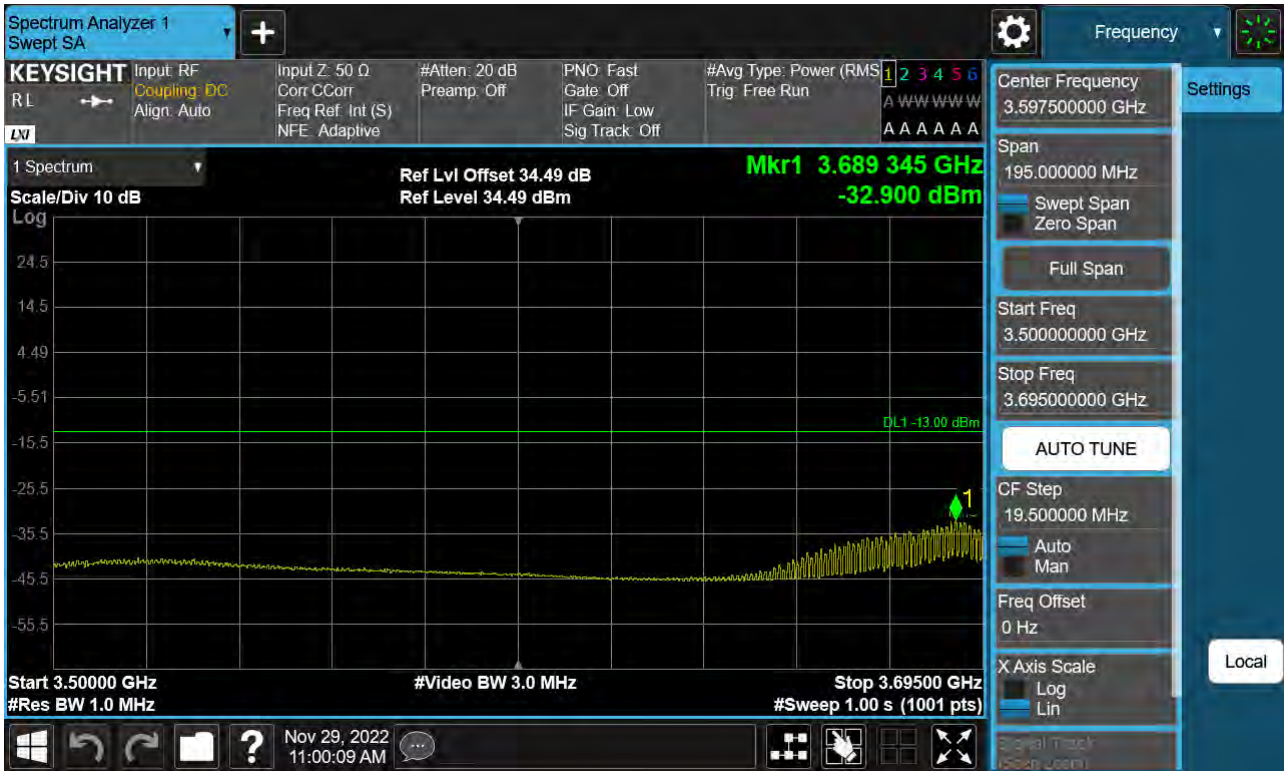 Spectrum Analyzer 1
Swept SA
+
Frequency
KEYSIGHT
RL
LXI
Input: RF
Coupling: DC
Align: Auto
Input Z: 50 Ω
Corr CCorr
Freq Ref: Int (S)
NFE: Adaptive
#Atten: 20 dB
Preamp: Off
PNO: Fast
Gate: Off
IF Gain: Low
Sig Track: Off
#Avg Type: Power (RMS
Trig: Free Run
1 2 3 4 5 6
A W W W W W
A A A A A A
1 Spectrum
Scale/Div 10 dB
Log
Ref Lvl Offset 34.49 dB
Ref Level 34.49 dBm
Mkr1 3.689 345 GHz
-32.900 dBm
24.5
14.5
4.49
-5.51
DL1 -13.00 dBm
-15.5
-25.5
1
-35.5
-45.5
-55.5
Start 3.50000 GHz
#Res BW 1.0 MHz
#Video BW 3.0 MHz
Stop 3.69500 GHz
#Sweep 1.00 s (1001 pts)
Center Frequency
3.597500000 GHz
Settings
Span
195.000000 MHz
Swept Span
Zero Span
Full Span
Start Freq
3.500000000 GHz
Stop Freq
3.695000000 GHz
AUTO TUNE
CF Step
19.500000 MHz
Auto
Man
Freq Offset
0 Hz
X Axis Scale
Log
Lin
Signal Track
(Span Zoom)
Local
?
Nov 29, 2022
11:00:09 AM